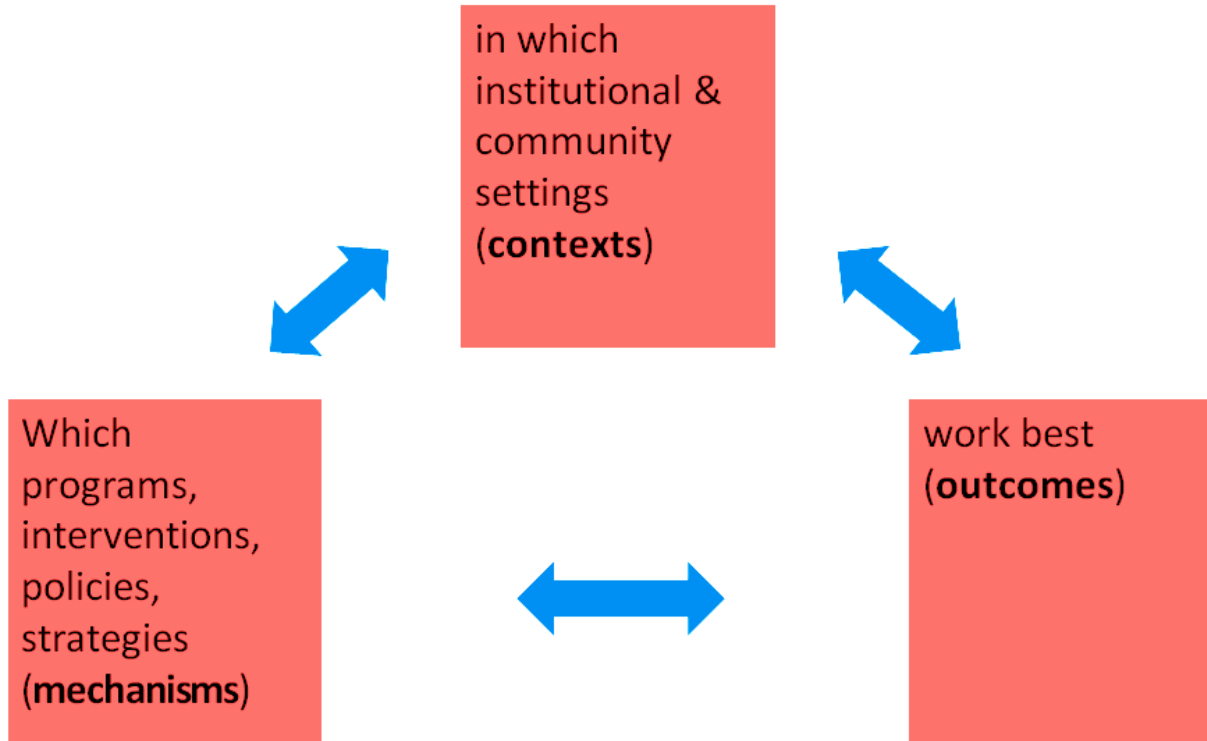 Which
programs,
interventions,
policies,
strategies
(mechanisms)
in which
institutional &
community
settings
(contexts)
work best
(outcomes)